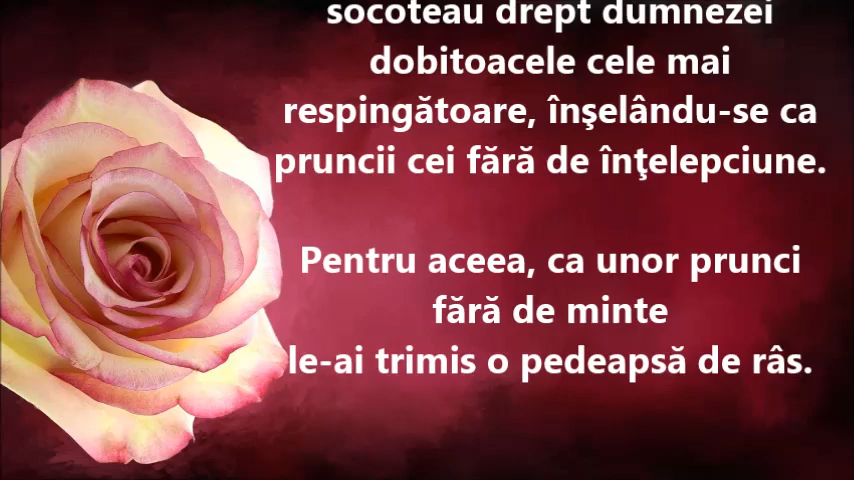 socoteau drept dumnezei
dobitoacele cele mai
respingătoare, înşelându-se ca
pruncii cei fără de înţelepciune.
Pentru aceea, ca unor prunci
fără de minte
le-ai trimis o pedeapsă de râs.